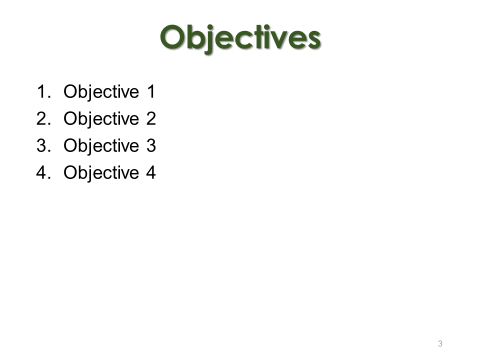 Objectives
1. Objective 1
2. Objective 2
3. Objective 3
4. Objective 4
3